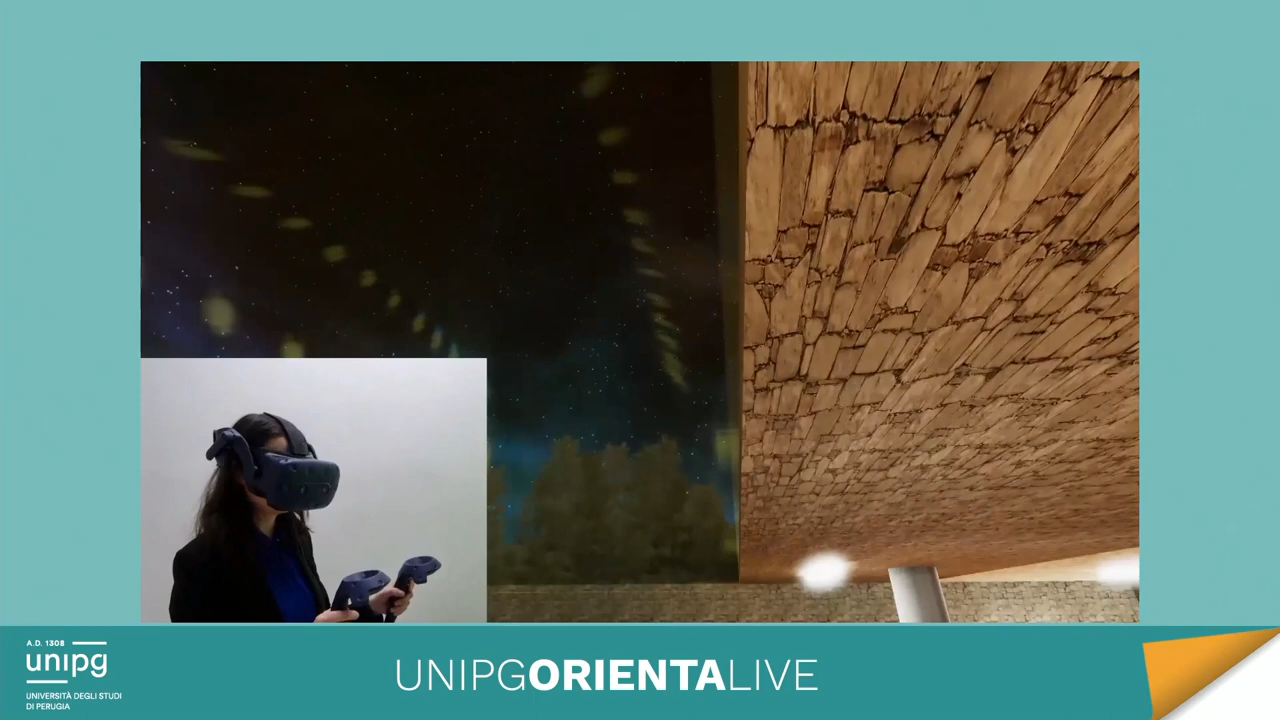 A.D. 1308
unipg
UNIVERSITÀ DEGLI STUDI
DI PERUGIA
UNIPGORIENTALIVE